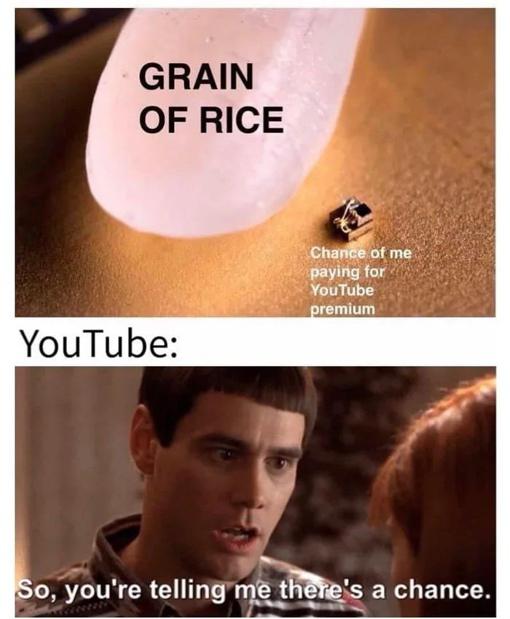 GRAIN
OF RICE
Chance of me
paying for
YouTube
premium
YouTube:
So, you're telling me there's a chance.